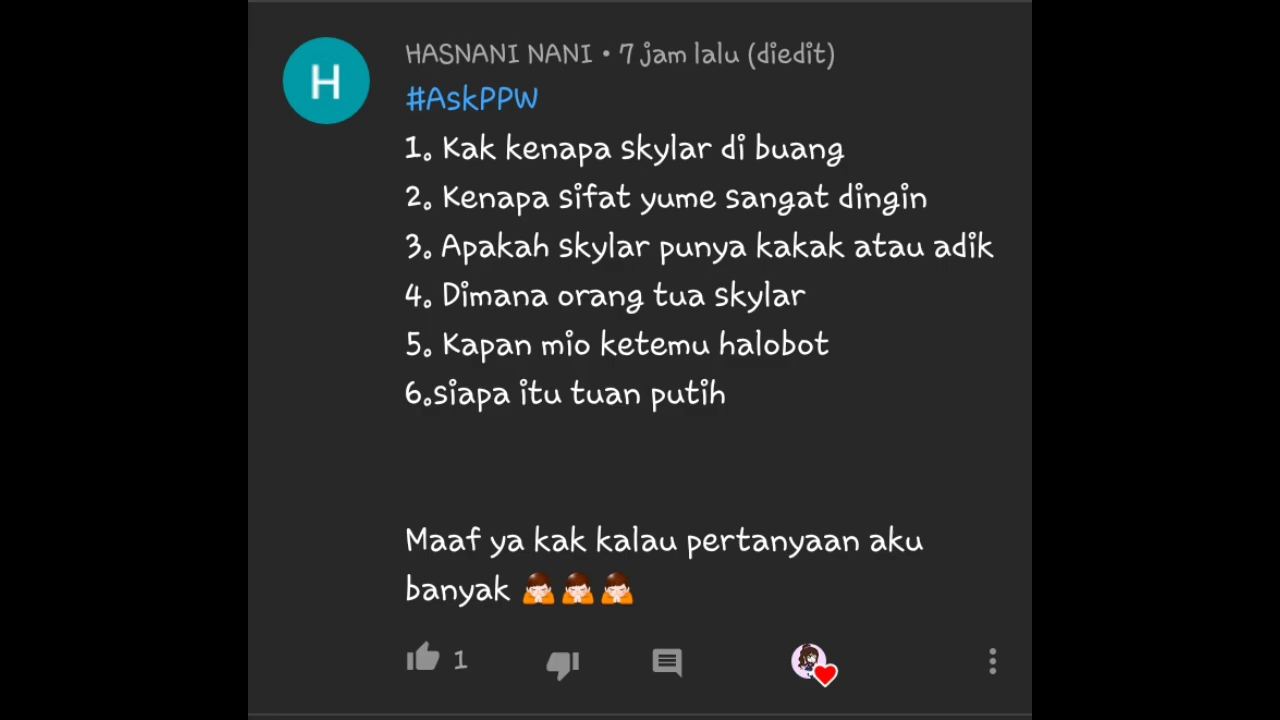 H
HASNANI NANI • 7 jam lalu (diedit)
#AskPPW
1. Kak kenapa skylar di buang
2. Kenapa sifat yume sangat dingin
3. Apakah skylar punya kakak atau adik
4. Dimana orang tua skylar
5. Kapan mio ketemu halobot
6.siapa itu tuan putih
Maaf ya kak kalau pertanyaan aku
banyak 🙏🙏🙏
1